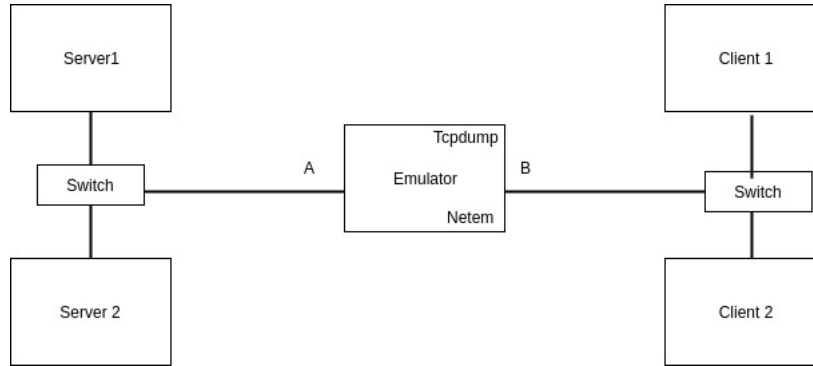 Server1
Client 1
Tcpdump
A
Emulator
B
Switch
Switch
Netem
Server 2
Client 2